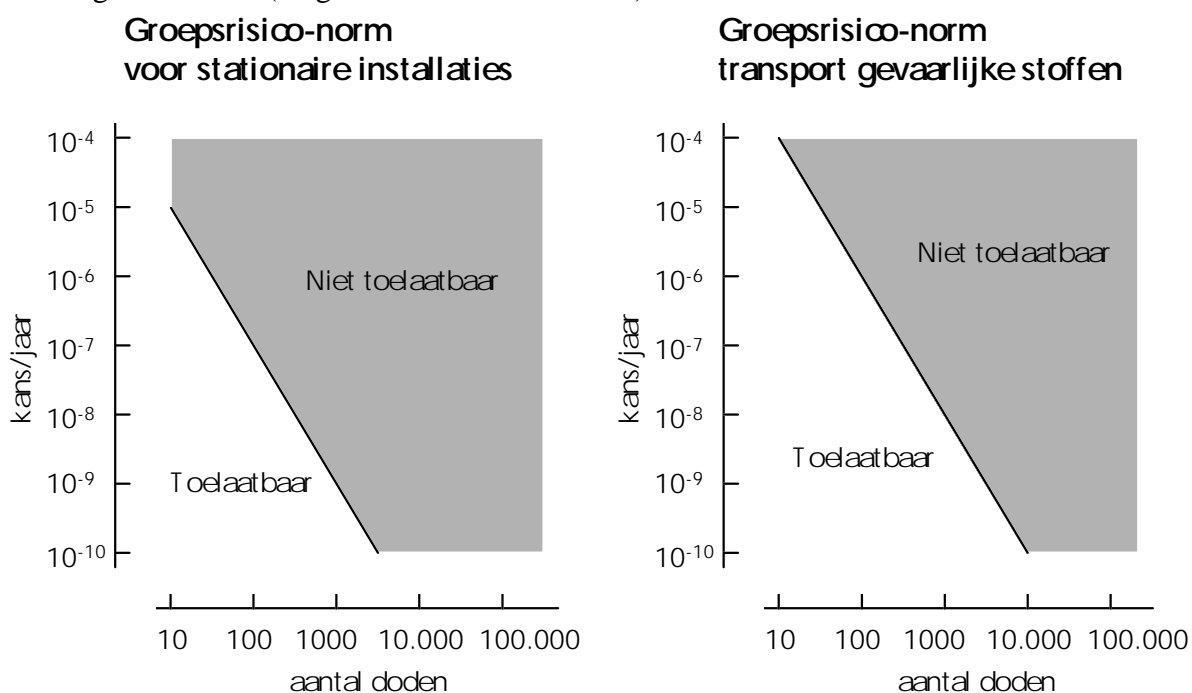 Groepsrisico-norm
voor stationaire installaties
10-4
10-5
10-6
10-7
10-8
10-9
10-10
kans/jaar
Niet toelaatbaar
Toelaatbaar
10 100 1000 10.000 100.000
aantal doden
Groepsrisico-norm
transport gevaarlijke stoffen
10-4
10-5
10-6
10-7
10-8
10-9
10-10
kans/jaar
Niet toelaatbaar
Toelaatbaar
10 100 1000 10.000 100.000
aantal doden